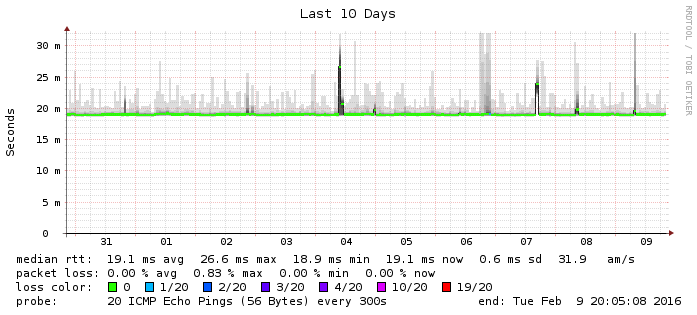 Last 10 Days
RRDTOOL / TOBI OETIKER
Seconds
30 m
25 m
20 m
15 m
10 m
5 m
0
31 01 02 03 04 05 06 07 08 09
median rtt: 19.1 ms avg 26.6 ms max 18.9 ms min 19.1 ms now 0.6 ms sd 31.9 am/s
packet loss: 0.00 % avg 0.83 % max 0.00 % min 0.00 % now
loss color: 0 1/20 2/20 3/20 4/20 10/20 19/20
probe: 20 ICMP Echo Pings (56 Bytes) every 300s end: Tue Feb 9 20:05:08 2016